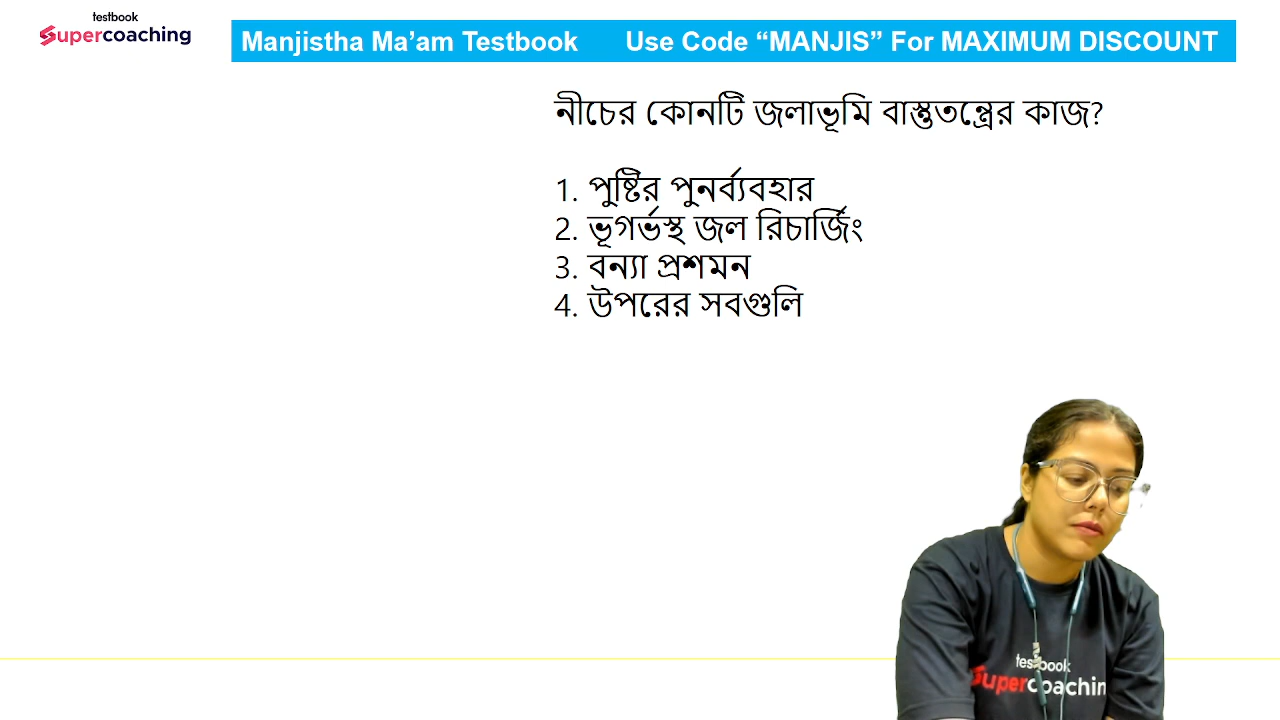 testbook
Supercoaching
Manjistha Ma’am Testbook Use Code “MANJIS” For MAXIMUM DISCOUNT
নীচের কোনটি জলাভূমি বাস্তুতন্ত্রের কাজ?
1. পুষ্টির পুনর্ব্যবহার
2. ভূগর্ভস্থ জল রিচার্জিং
3. বন্যা প্রশমন
4. উপরের সবগুলি
testbook
Supercoachin